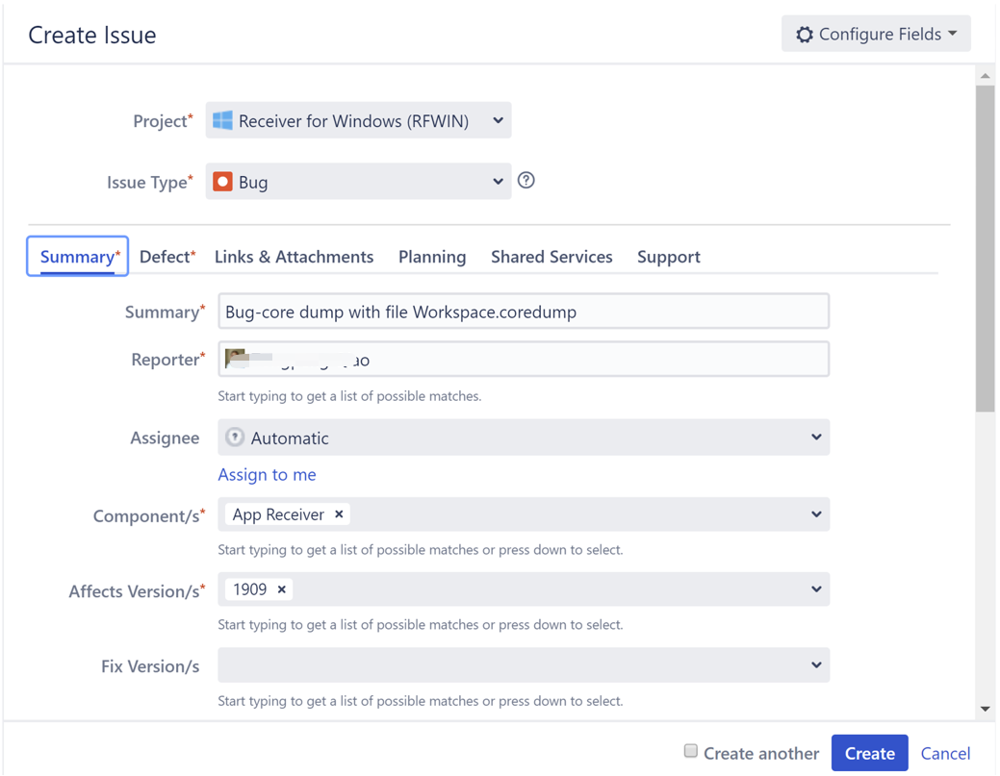 Create Issue
Configure Fields
Project* Receiver for Windows (RFWIN)
Issue Type* Bug
Summary* Defect* Links & Attachments Planning Shared Services Support
Summary* Bug-core dump with file Workspace.coredump
Reporter*
Start typing to get a list of possible matches.
Assignee Automatic
Assign to me
Component/s* App Receiver ×
Start typing to get a list of possible matches or press down to select.
Affects Version/s* 1909 ×
Start typing to get a list of possible matches or press down to select.
Fix Version/s
Start typing to get a list of possible matches or press down to select.
Create another Create Cancel